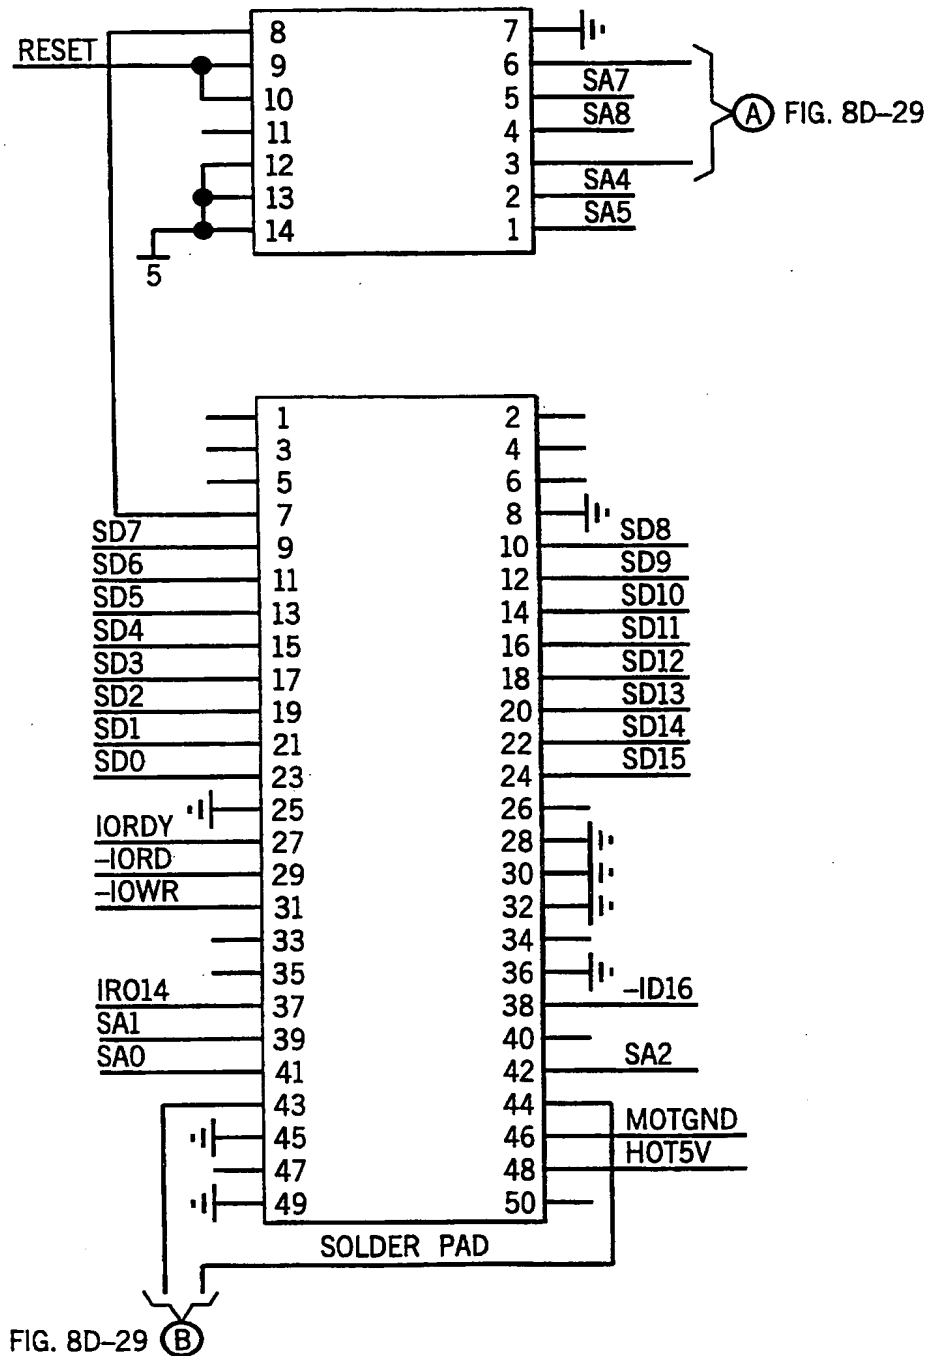 8 7
RESET 9 6
SA7
10 5
SA8
11 4
A FIG. 8D–29
12 3
SA4
13 2
SA5
14 1
5
1 2
3 4
5 6
7 8
SD7 9 10 SD8
SD6 11 12 SD9
SD5 13 14 SD10
SD4 15 16 SD11
SD3 17 18 SD12
SD2 19 20 SD13
SD1 21 22 SD14
SD0 23 24 SD15
25 26
IORDY 27 28
–IORD 29 30
–IOWR 31 32
33 34
35 36
IRO14 37 38 –ID16
SA1 39 40
SA0 41 42 SA2
43 44
45 46 MOTGND
47 48 HOT5V
49 50
SOLDER PAD
FIG. 8D–29 B